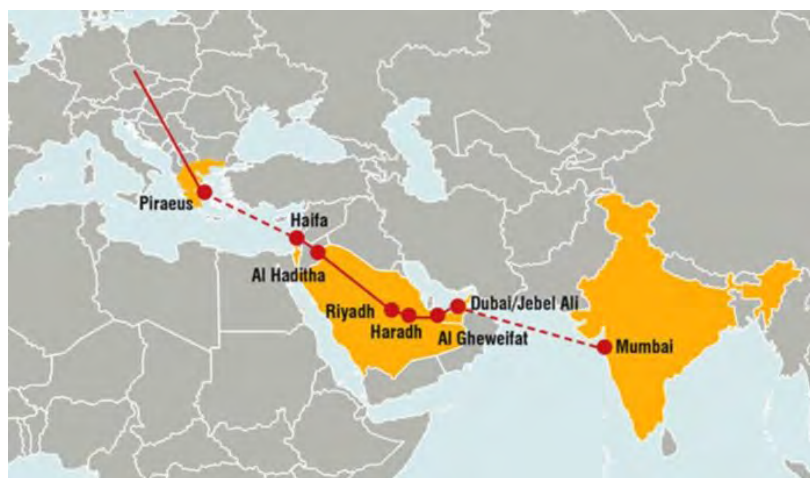 Piraeus
Haifa
Al Haditha
Riyadh
Haradh
Dubai/Jebel Ali
Al Gheweifat
Mumbai